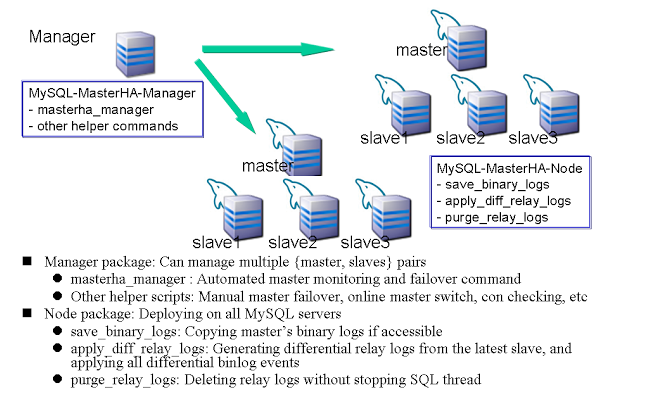 Manager
MySQL-MasterHA-Manager
- masterha_manager
- other helper commands
master
slave1
slave2
slave3
master
slave1
slave2
slave3
MySQL-MasterHA-Node
- save_binary_logs
- apply_diff_relay_logs
- purge_relay_logs
Manager package: Can manage multiple {master, slaves} pairs
masterha_manager : Automated master monitoring and failover command
Other helper scripts: Manual master failover, online master switch, con checking, etc
Node package: Deploying on all MySQL servers
save_binary_logs: Copying master's binary logs if accessible
apply_diff_relay_logs: Generating differential relay logs from the latest slave, and
applying all differential binlog events
purge_relay_logs: Deleting relay logs without stopping SQL thread